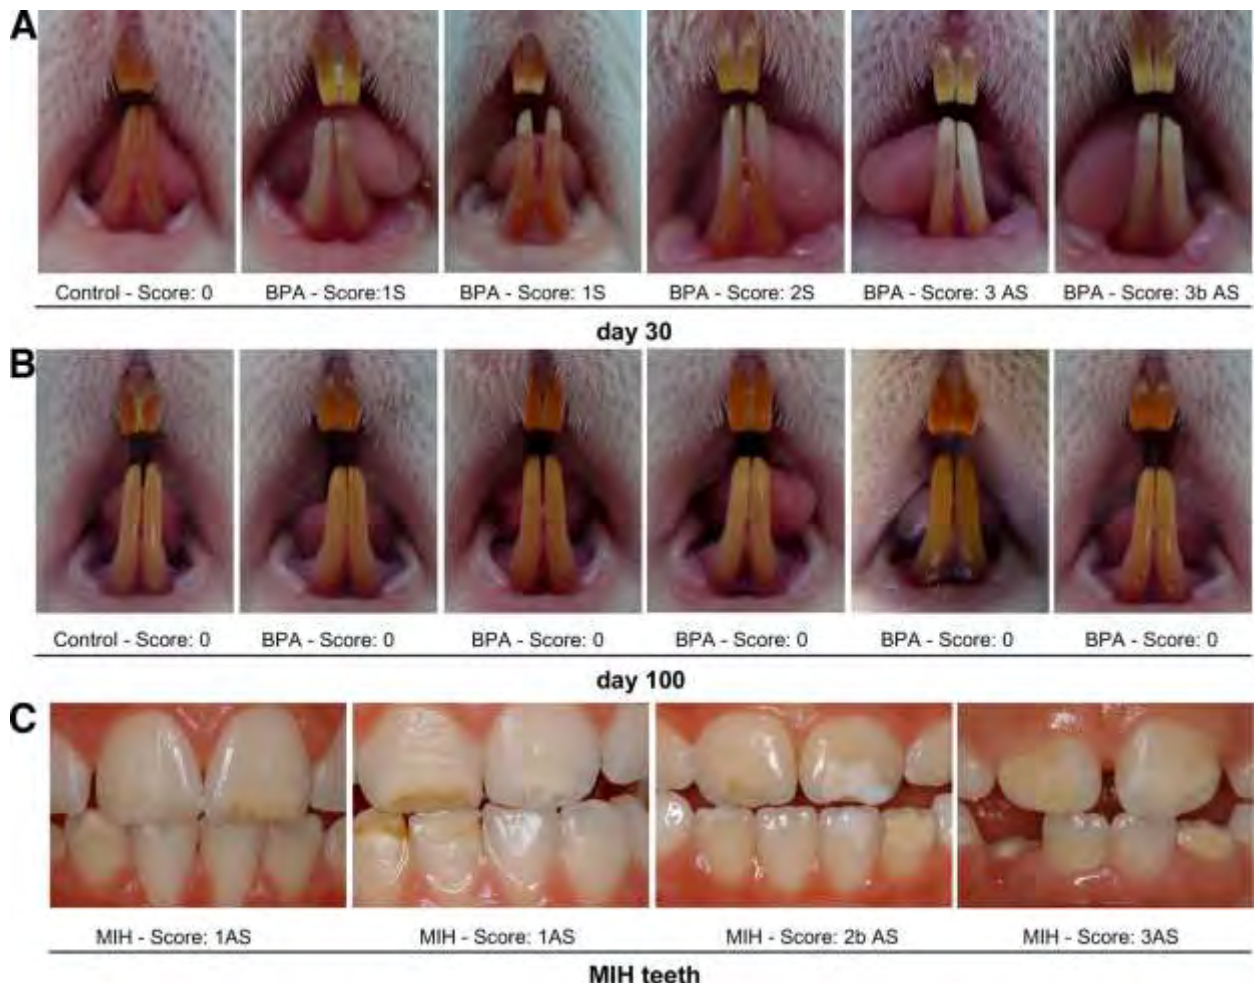 A
Control - Score: 0 BPA - Score:1S BPA - Score: 1S BPA - Score: 2S BPA - Score: 3 AS BPA - Score: 3b AS
day 30
B
Control - Score: 0 BPA - Score: 0 BPA - Score: 0 BPA - Score: 0 BPA - Score: 0 BPA - Score: 0
day 100
C
MIH - Score: 1AS MIH - Score: 1AS MIH - Score: 2b AS MIH - Score: 3AS
MIH teeth